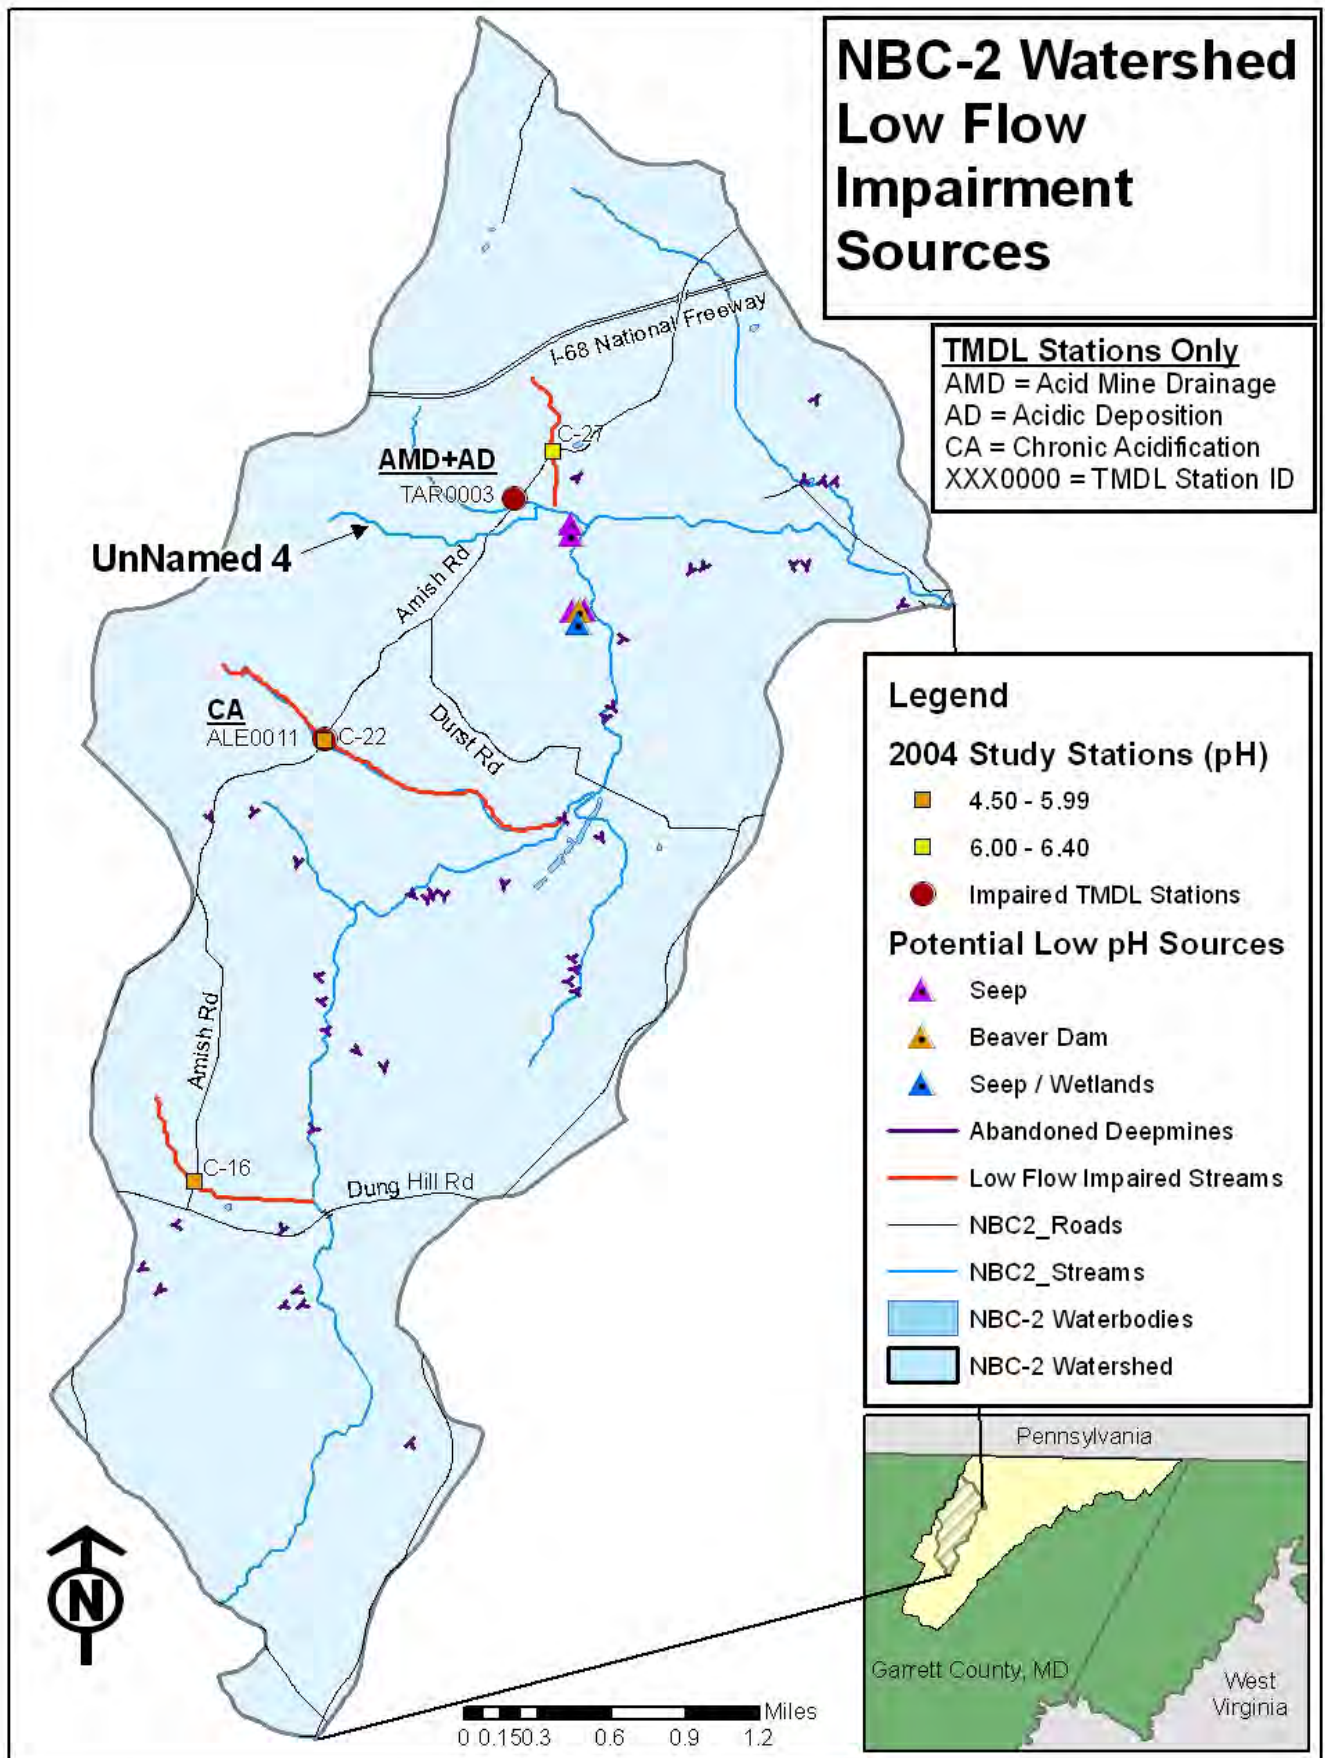 NBC-2 Watershed
Low Flow
Impairment
Sources
TMDL Stations Only
AMD = Acid Mine Drainage
AD = Acidic Deposition
CA = Chronic Acidification
XXX0000 = TMDL Station ID
I-68 National Freeway
C-27
AMD+AD
TAR0003
UnNamed 4
Amish Rd
CA
ALE0011
C-22
Durst Rd
Amish Rd
C-16
Dung Hill Rd
Legend
2004 Study Stations (pH)
4.50 - 5.99
6.00 - 6.40
Impaired TMDL Stations
Potential Low pH Sources
Seep
Beaver Dam
Seep / Wetlands
Abandoned Deepmines
Low Flow Impaired Streams
NBC2_Roads
NBC2_Streams
NBC-2 Waterbodies
NBC-2 Watershed
Pennsylvania
Garrett County, MD
West
Virginia
N
Miles
0 0.150.3 0.6 0.9 1.2